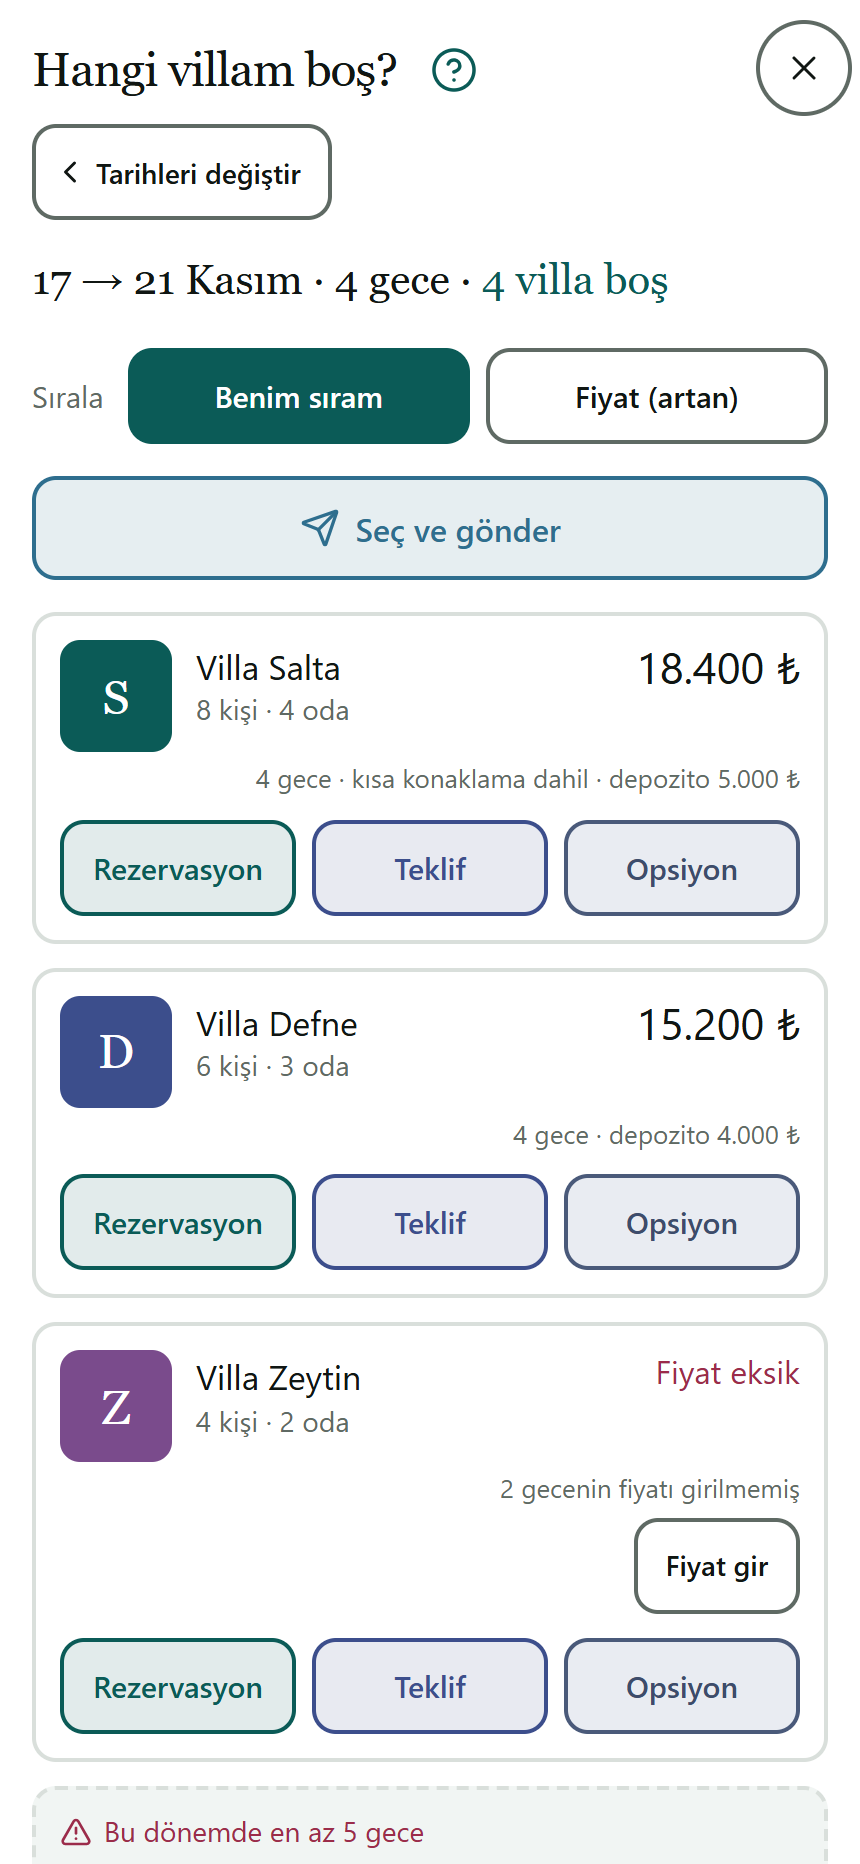 Hangi villam boş?
Tarihleri değiştir
17 → 21 Kasım · 4 gece · 4 villa boş
Sırala Benim sıram Fiyat (artan)
Seç ve gönder
S Villa Salta 18.400 ₺
8 kişi · 4 oda
4 gece · kısa konaklama dahil · depozito 5.000 ₺
Rezervasyon Teklif Opsiyon
D Villa Defne 15.200 ₺
6 kişi · 3 oda
4 gece · depozito 4.000 ₺
Rezervasyon Teklif Opsiyon
Z Villa Zeytin Fiyat eksik
4 kişi · 2 oda
2 gecenin fiyatı girilmemiş
Fiyat gir
Rezervasyon Teklif Opsiyon
Bu dönemde en az 5 gece